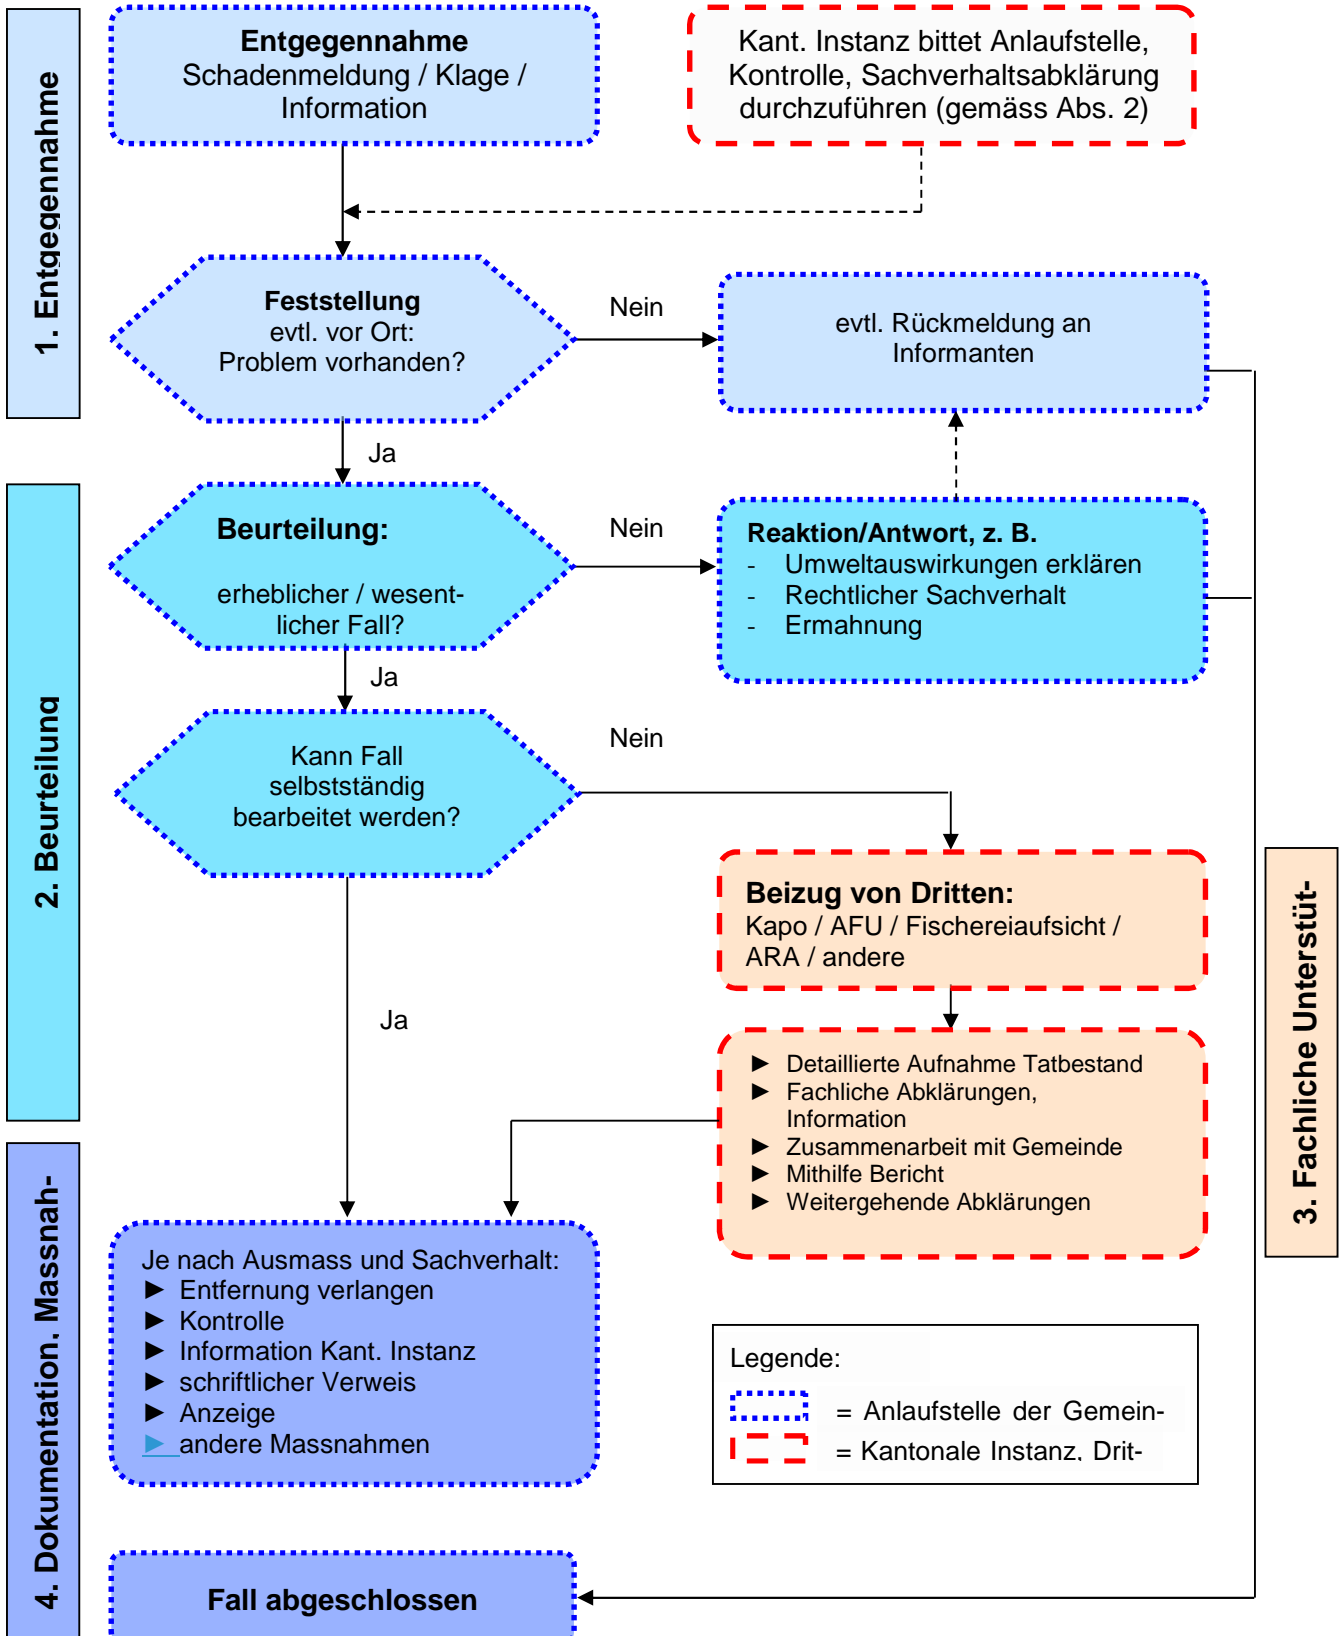 1. Entgegennahme
Entgegennahme
Schadenmeldung / Klage /
Information
Kant. Instanz bittet Anlaufstelle,
Kontrolle, Sachverhaltsabklärung
durchzuführen (gemäss Abs. 2)
Feststellung
evtl. vor Ort:
Problem vorhanden?
Nein
evtl. Rückmeldung an
Informanten
Ja
2. Beurteilung
Beurteilung:
erheblicher / wesent-
licher Fall?
Nein
Reaktion/Antwort, z. B.
- Umweltauswirkungen erklären
- Rechtlicher Sachverhalt
- Ermahnung
Ja
Kann Fall
selbstständig
bearbeitet werden?
Nein
Beizug von Dritten:
Kapo / AFU / Fischereiaufsicht /
ARA / andere
3. Fachliche Unterstüt-
Ja
► Detaillierte Aufnahme Tatbestand
► Fachliche Abklärungen,
Information
► Zusammenarbeit mit Gemeinde
► Mithilfe Bericht
► Weitergehende Abklärungen
4. Dokumentation, Massnah-
Je nach Ausmass und Sachverhalt:
► Entfernung verlangen
► Kontrolle
► Information Kant. Instanz
► schriftlicher Verweis
► Anzeige
► andere Massnahmen
Legende:
= Anlaufstelle der Gemein-
= Kantonale Instanz, Drit-
Fall abgeschlossen